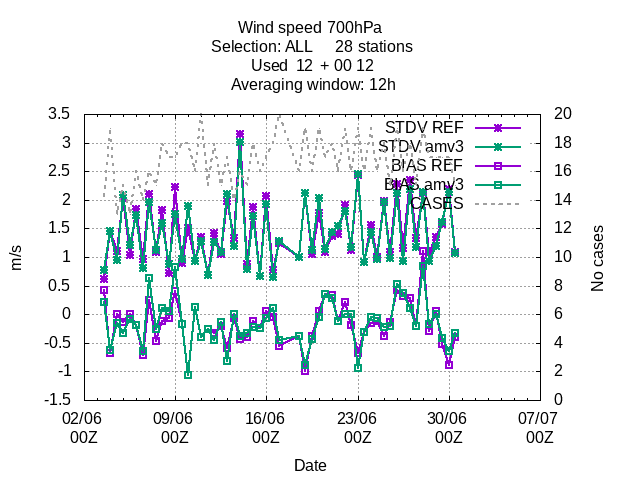 Wind speed 700hPa
Selection: ALL     28 stations
Used  12  + 00 12
Averaging window: 12h
3.5
3
2.5
2
1.5
1
0.5
0
-0.5
-1
-1.5
m/s
20
18
16
14
12
10
8
6
4
2
0
No cases
STDV REF
STDV amv3
BIAS REF
BIAS amv3
CASES
02/06 09/06 16/06 23/06 30/06 07/07
00Z 00Z 00Z 00Z 00Z 00Z
Date